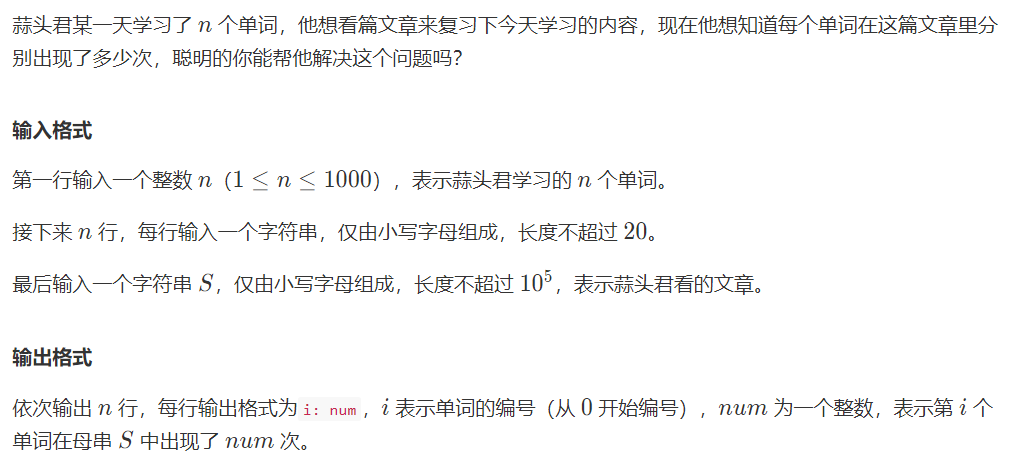 蒜头君某一天学习了 n 个单词，他想看篇文章来复习下今天学习的内容，现在他想知道每个单词在这篇文章里分
别出现了多少次，聪明的你能帮他解决这个问题吗？
输入格式
第一行输入一个整数 n（1 ≤ n ≤ 1000），表示蒜头君学习的 n 个单词。
接下来 n 行，每行输入一个字符串，仅由小写字母组成，长度不超过 20。
最后输入一个字符串 S，仅由小写字母组成，长度不超过 10⁵，表示蒜头君看的文章。
输出格式
依次输出 n 行，每行输出格式为 i: num，i 表示单词的编号（从 0 开始编号），num 为一个整数，表示第 i 个
单词在母串 S 中出现了 num 次。